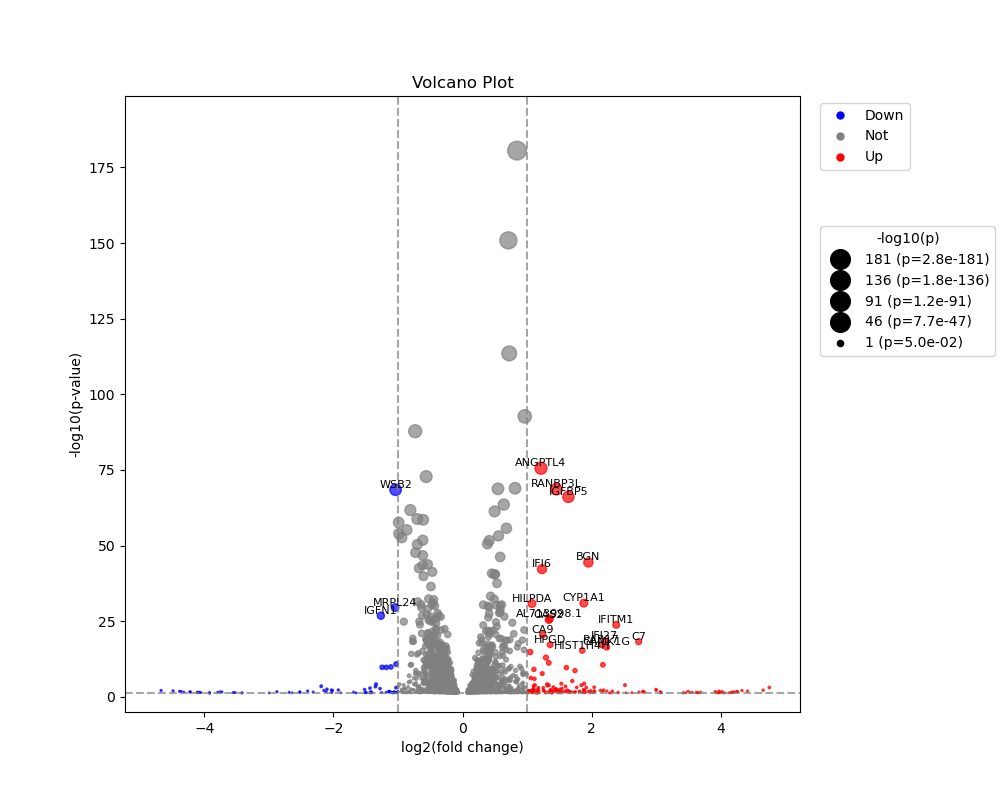 Volcano Plot
Down
Not
Up
-log10(p)
181 (p=2.8e-181)
136 (p=1.8e-136)
91 (p=1.2e-91)
46 (p=7.7e-47)
1 (p=5.0e-02)
175
150
125
100
75
50
25
0
-log10(p-value)
ANGPTL4
WSB2
RANBP3L
IGFBP5
BGN
IFI6
HILPDA
CYP1A1
MRPL24
IGFN1
IFITM1
CA9
IFI27
C7
HPGD
−4
−2
0
2
4
log2(fold change)